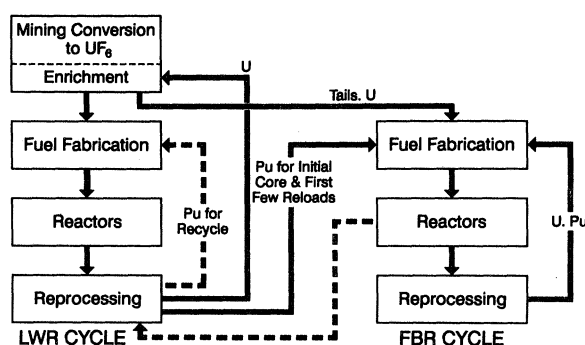 Mining Conversion
to UF₆
Enrichment
U
Tails. U
Fuel Fabrication
Fuel Fabrication
Pu for Initial
Core & First
Few Reloads
Pu for
Recycle
Reactors
Reactors
U. Pu
Reprocessing
Reprocessing
LWR CYCLE
FBR CYCLE